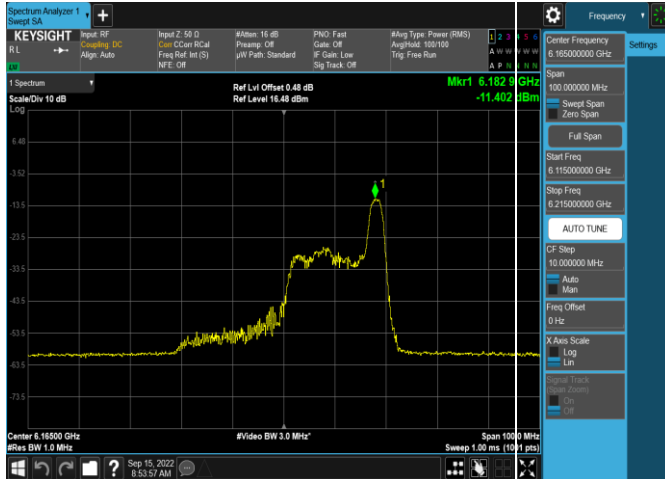 Spectrum Analyzer 1
Swept SA
+
KEYSIGHT
RL
Input: RF
Coupling: DC
Align: Auto
Input Z: 50 Ω
Corr CCorr RCal
Freq Ref: Int (S)
NFE: Off
#Atten: 16 dB
Preamp: Off
µW Path: Standard
PNO: Fast
Gate: Off
IF Gain: Low
Sig Track: Off
#Avg Type: Power (RMS)
Avg|Hold: 100/100
Trig: Free Run
1 2 3 4 5 6
A W W W W W
A P N N N N
1 Spectrum
Scale/Div 10 dB
Log
Ref Lvl Offset 0.48 dB
Ref Level 16.48 dBm
Mkr1 6.182 9 GHz
-11.402 dBm
6.48
-3.52
-13.5
-23.5
-33.5
-43.5
-53.5
-63.5
-73.5
1
Center 6.16500 GHz
#Res BW 1.0 MHz
#Video BW 3.0 MHz*
Span 100.0 MHz
Sweep 1.00 ms (1001 pts)
?
Sep 15, 2022
8:53:57 AM
Frequency
Settings
Center Frequency
6.165000000 GHz
Span
100.000000 MHz
Swept Span
Zero Span
Full Span
Start Freq
6.115000000 GHz
Stop Freq
6.215000000 GHz
AUTO TUNE
CF Step
10.000000 MHz
Auto
Man
Freq Offset
0 Hz
X Axis Scale
Log
Lin
Signal Track
(Span Zoom)
On
Off